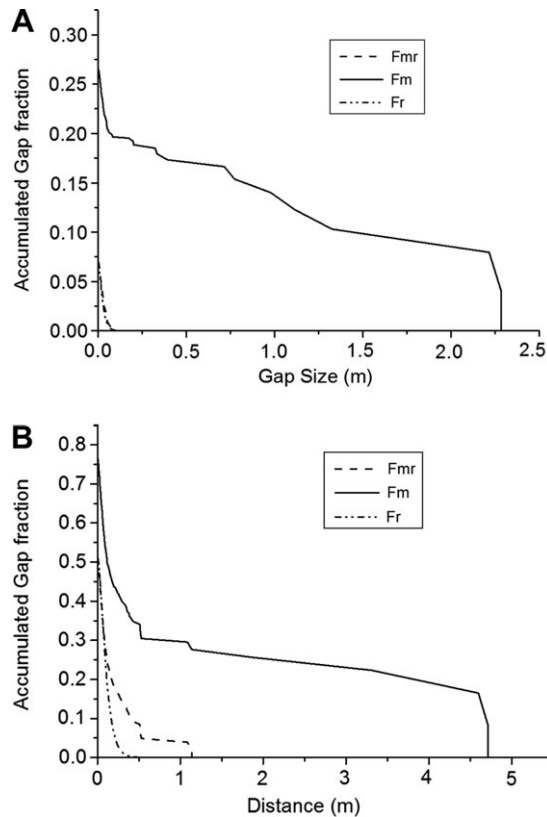 A
Accumulated Gap fraction
0.30
0.25
0.20
0.15
0.10
0.05
0.00
Fmr
Fm
Fr
0.0 0.5 1.0 1.5 2.0 2.5
Gap Size (m)
B
Accumulated Gap fraction
0.8
0.7
0.6
0.5
0.4
0.3
0.2
0.1
0.0
Fmr
Fm
Fr
0 1 2 3 4 5
Distance (m)